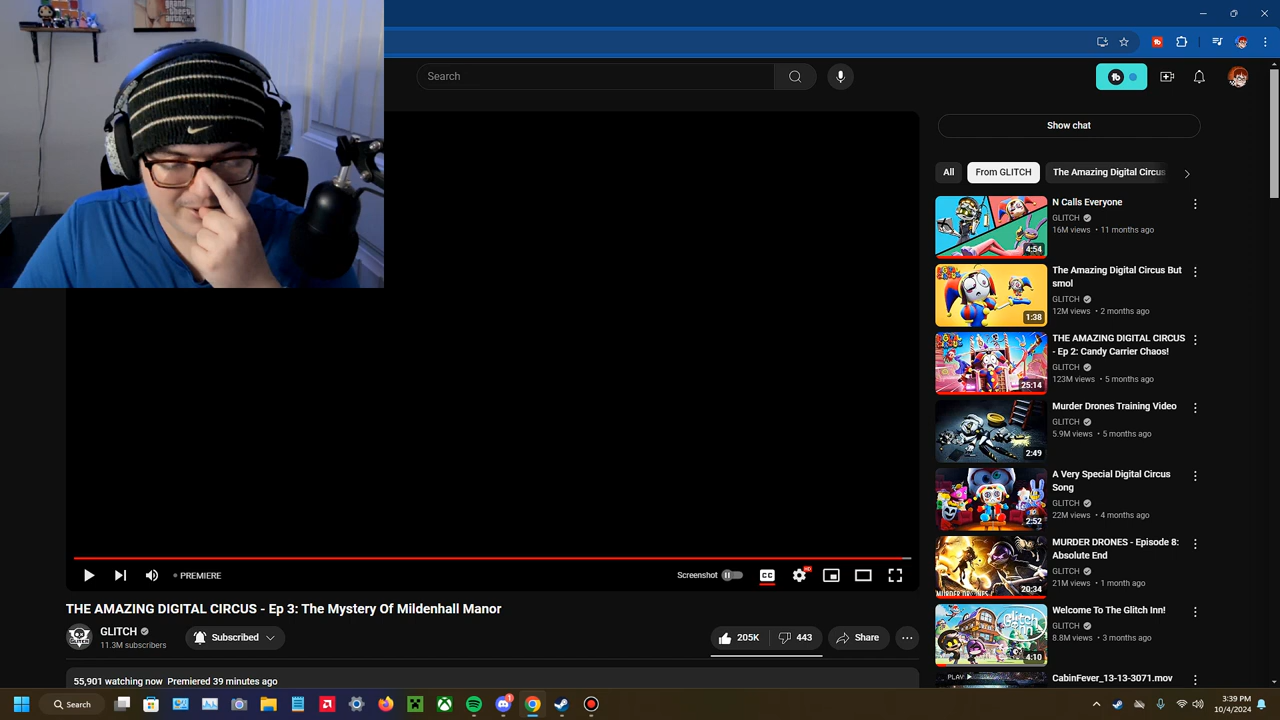 Search
Show chat
All
From GLITCH
The Amazing Digital Circus
N Calls Everyone
GLITCH
16M views • 11 months ago
4:54
The Amazing Digital Circus But
smol
GLITCH
12M views • 2 months ago
1:38
THE AMAZING DIGITAL CIRCUS
- Ep 2: Candy Carrier Chaos!
GLITCH
123M views • 5 months ago
25:14
Murder Drones Training Video
GLITCH
5.9M views • 5 months ago
2:49
A Very Special Digital Circus
Song
GLITCH
22M views • 4 months ago
2:52
MURDER DRONES - Episode 8:
Absolute End
GLITCH
21M views • 1 month ago
MURDER DRONES
20:34
Welcome To The Glitch Inn!
GLITCH
8.8M views • 3 months ago
4:10
CabinFever_13-13-3071.mov
PLAY
• PREMIERE
Screenshot
CC
HD
THE AMAZING DIGITAL CIRCUS - Ep 3: The Mystery Of Mildenhall Manor
GLITCH
11.3M subscribers
Subscribed
205K
443
Share
55,901 watching now Premiered 39 minutes ago
Search
1
3:39 PM
10/4/2024